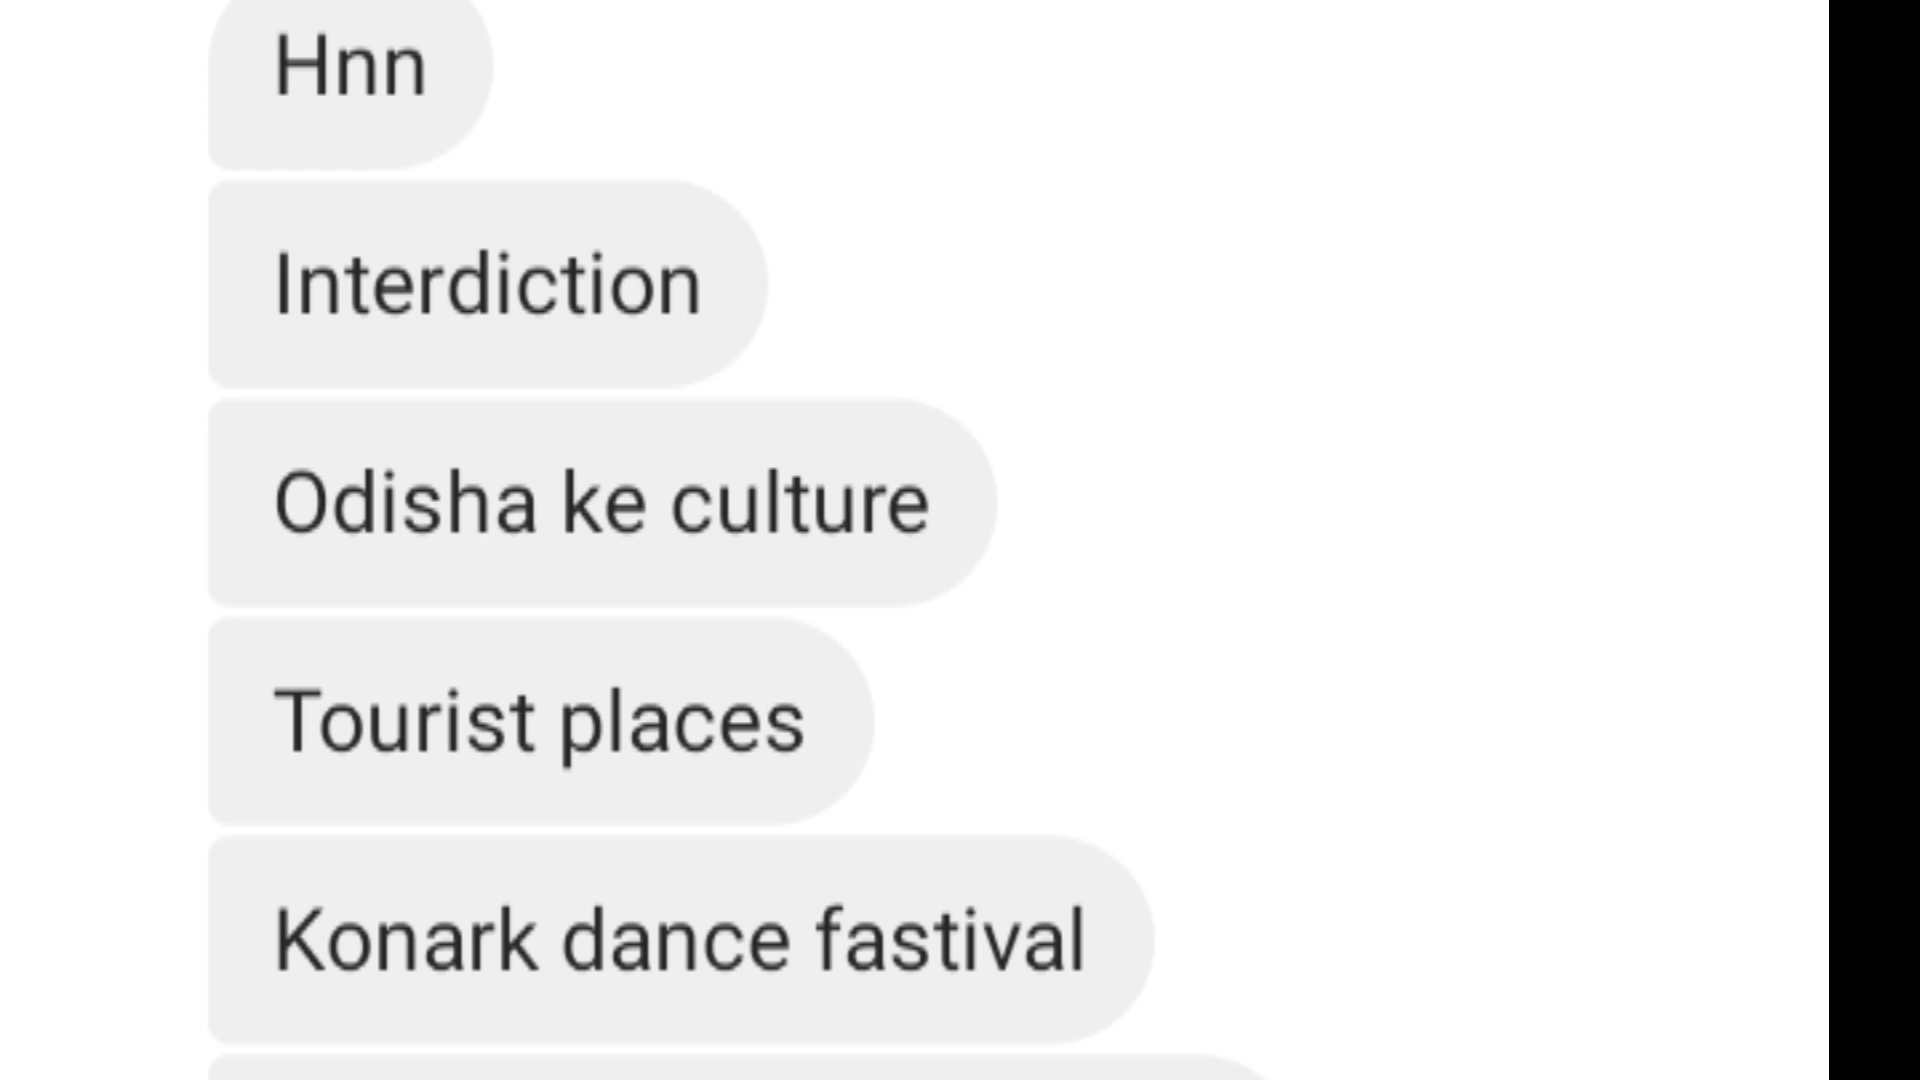 Hnn
Interdiction
Odisha ke culture
Tourist places
Konark dance fastival